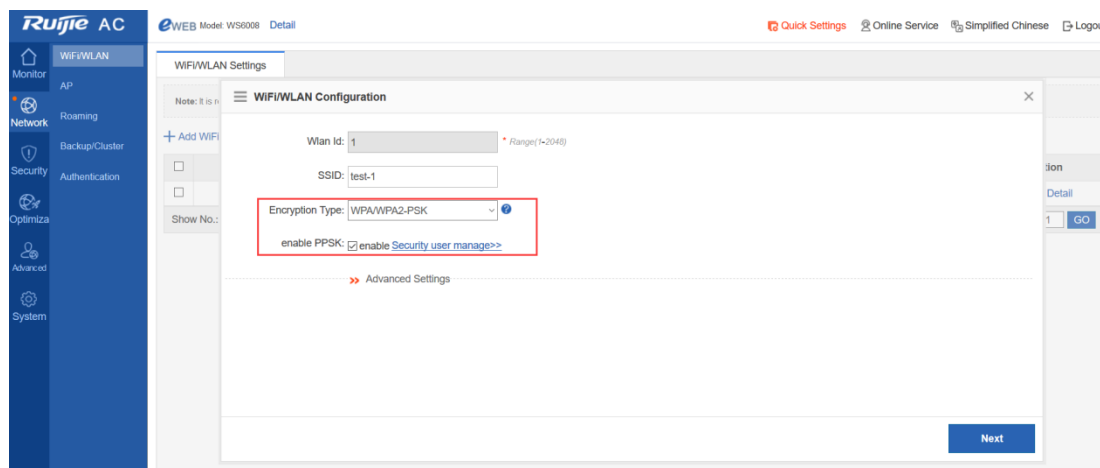 Ruijie AC
eWEB Model: WS6008 Detail
Quick Settings
Online Service
Simplified Chinese
Logou
Monitor
Network
Security
Optimiza
Advanced
System
WiFi/WLAN
AP
Roaming
Backup/Cluster
Authentication
WiFi/WLAN Settings
Note: It is r
+ Add WiFi
Show No.:
WiFi/WLAN Configuration
Wlan Id: 1 * Range(1-2048)
SSID: test-1
Encryption Type: WPA/WPA2-PSK
enable PPSK: enable Security user manage>>
Advanced Settings
Next
tion
Detail
1 GO